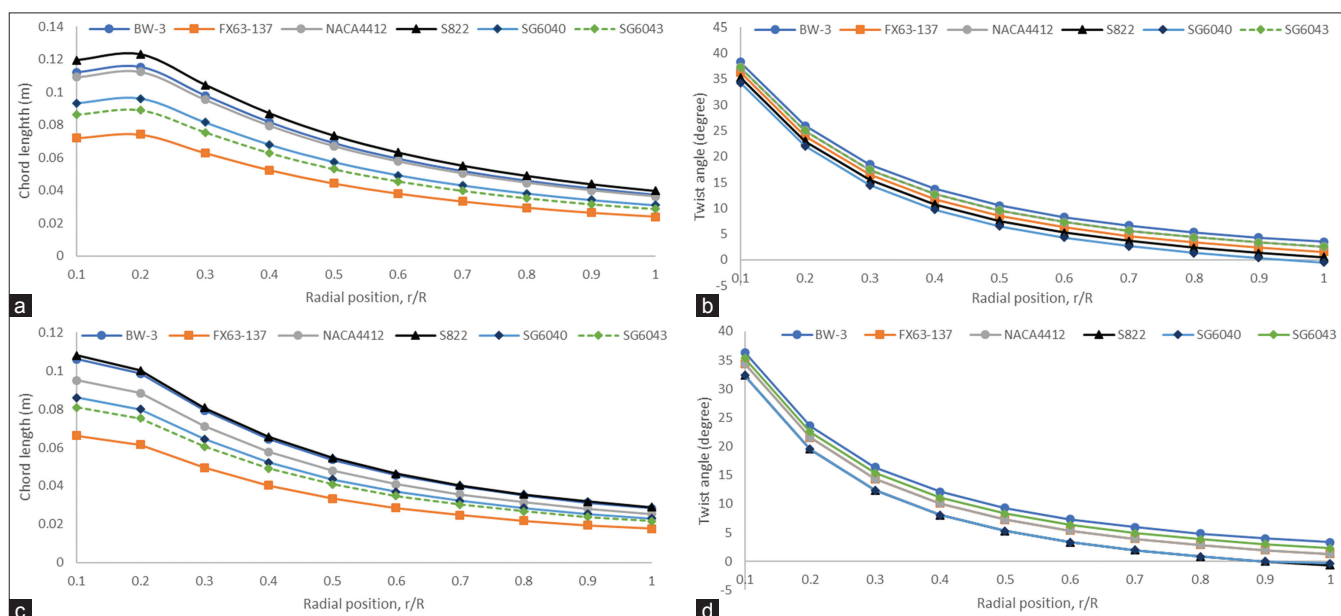 BW-3 FX63-137 NACA4412 S822 SG6040 SG6043
Chord lenghth (m)
0.14
0.12
0.1
0.08
0.06
0.04
0.02
0
0.1 0.2 0.3 0.4 0.5 0.6 0.7 0.8 0.9 1
Radial position, r/R
a
BW-3 FX63-137 NACA4412 S822 SG6040 SG6043
Twist angle (degree)
45
40
35
30
25
20
15
10
5
0
-5
0.1 0.2 0.3 0.4 0.5 0.6 0.7 0.8 0.9 1
Radial position, r/R
b
BW-3 FX63-137 NACA4412 S822 SG6040 SG6043
Chord length (m)
0.12
0.1
0.08
0.06
0.04
0.02
0
0.1 0.2 0.3 0.4 0.5 0.6 0.7 0.8 0.9 1
Radial position, r/R
c
BW-3 FX63-137 NACA4412 S822 SG6040 SG6043
Twist angle (degree)
40
35
30
25
20
15
10
5
0
-5
0.1 0.2 0.3 0.4 0.5 0.6 0.7 0.8 0.9 1
Radial position, r/R
d